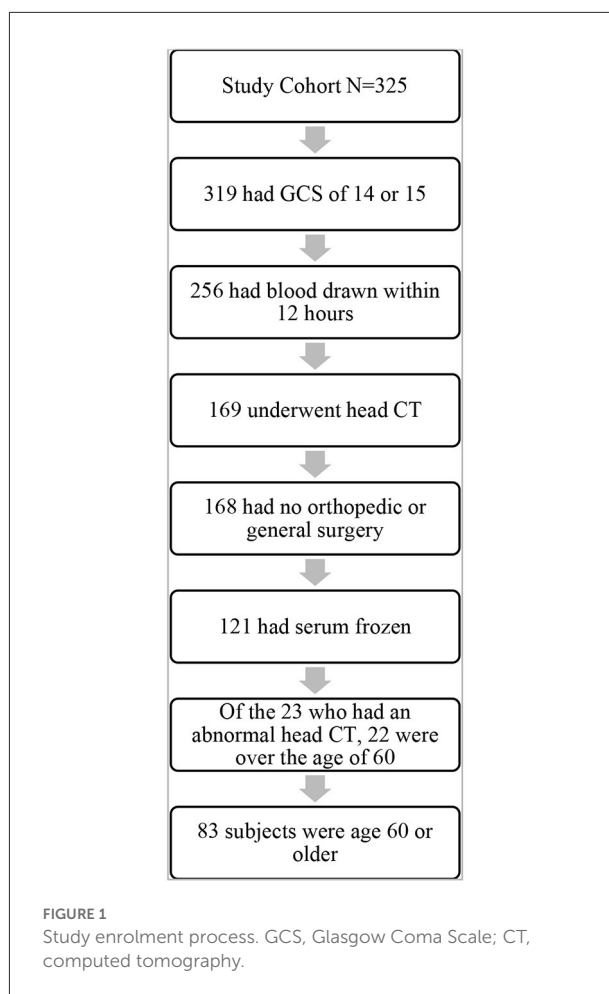 Study Cohort N=325
319 had GCS of 14 or 15
256 had blood drawn within
12 hours
169 underwent head CT
168 had no orthopedic or
general surgery
121 had serum frozen
Of the 23 who had an
abnormal head CT, 22 were
over the age of 60
83 subjects were age 60 or
older
FIGURE 1
Study enrolment process. GCS, Glasgow Coma Scale; CT,
computed tomography.